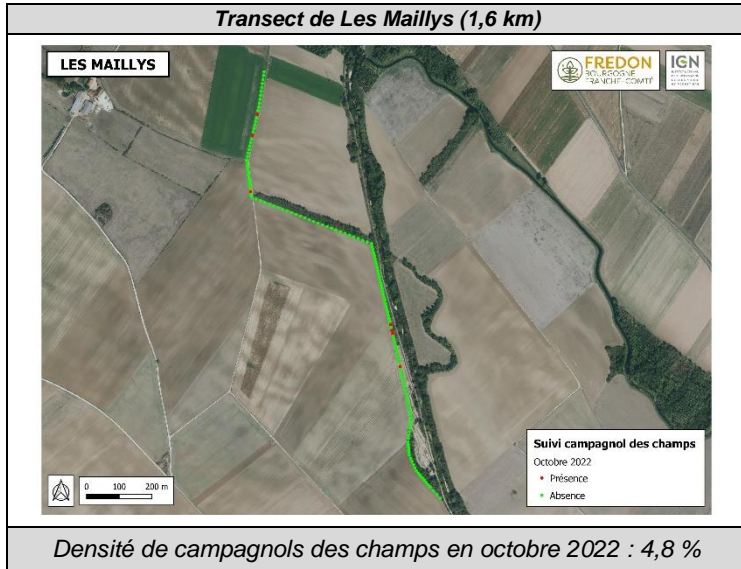 Transect de Les Maillys (1,6 km)
LES MAILLYS
FREDON
BOURGOGNE
FRANCHE-COMTÉ
IGN
Suivi campagnol des champs
Octobre 2022
Présence
Absence
0 100 200 m
Densité de campagnols des champs en octobre 2022 : 4,8 %